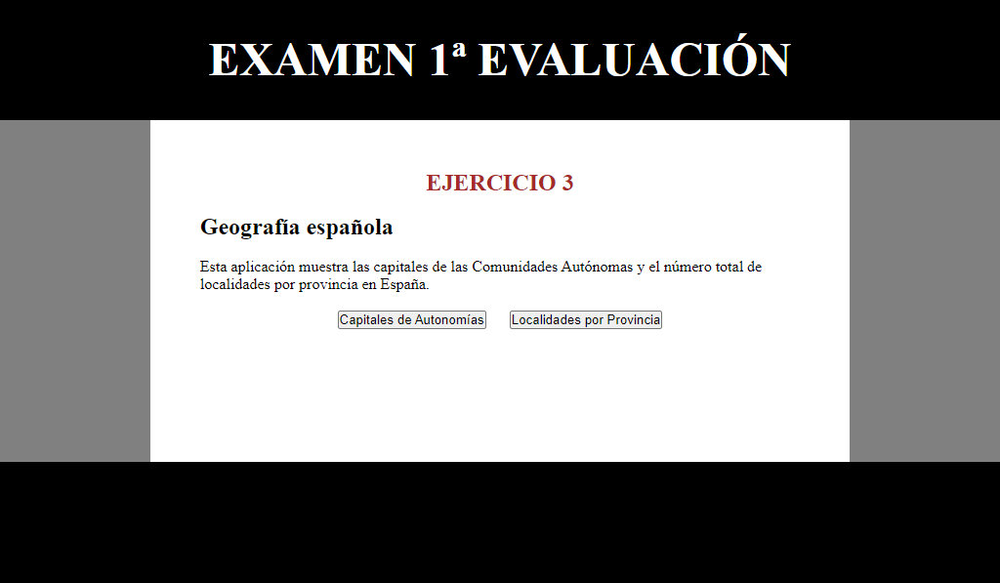 EXAMEN 1ª EVALUACIÓN
EJERCICIO 3
Geografía española
Esta aplicación muestra las capitales de las Comunidades Autónomas y el número total de
localidades por provincia en España.
Capitales de Autonomías Localidades por Provincia